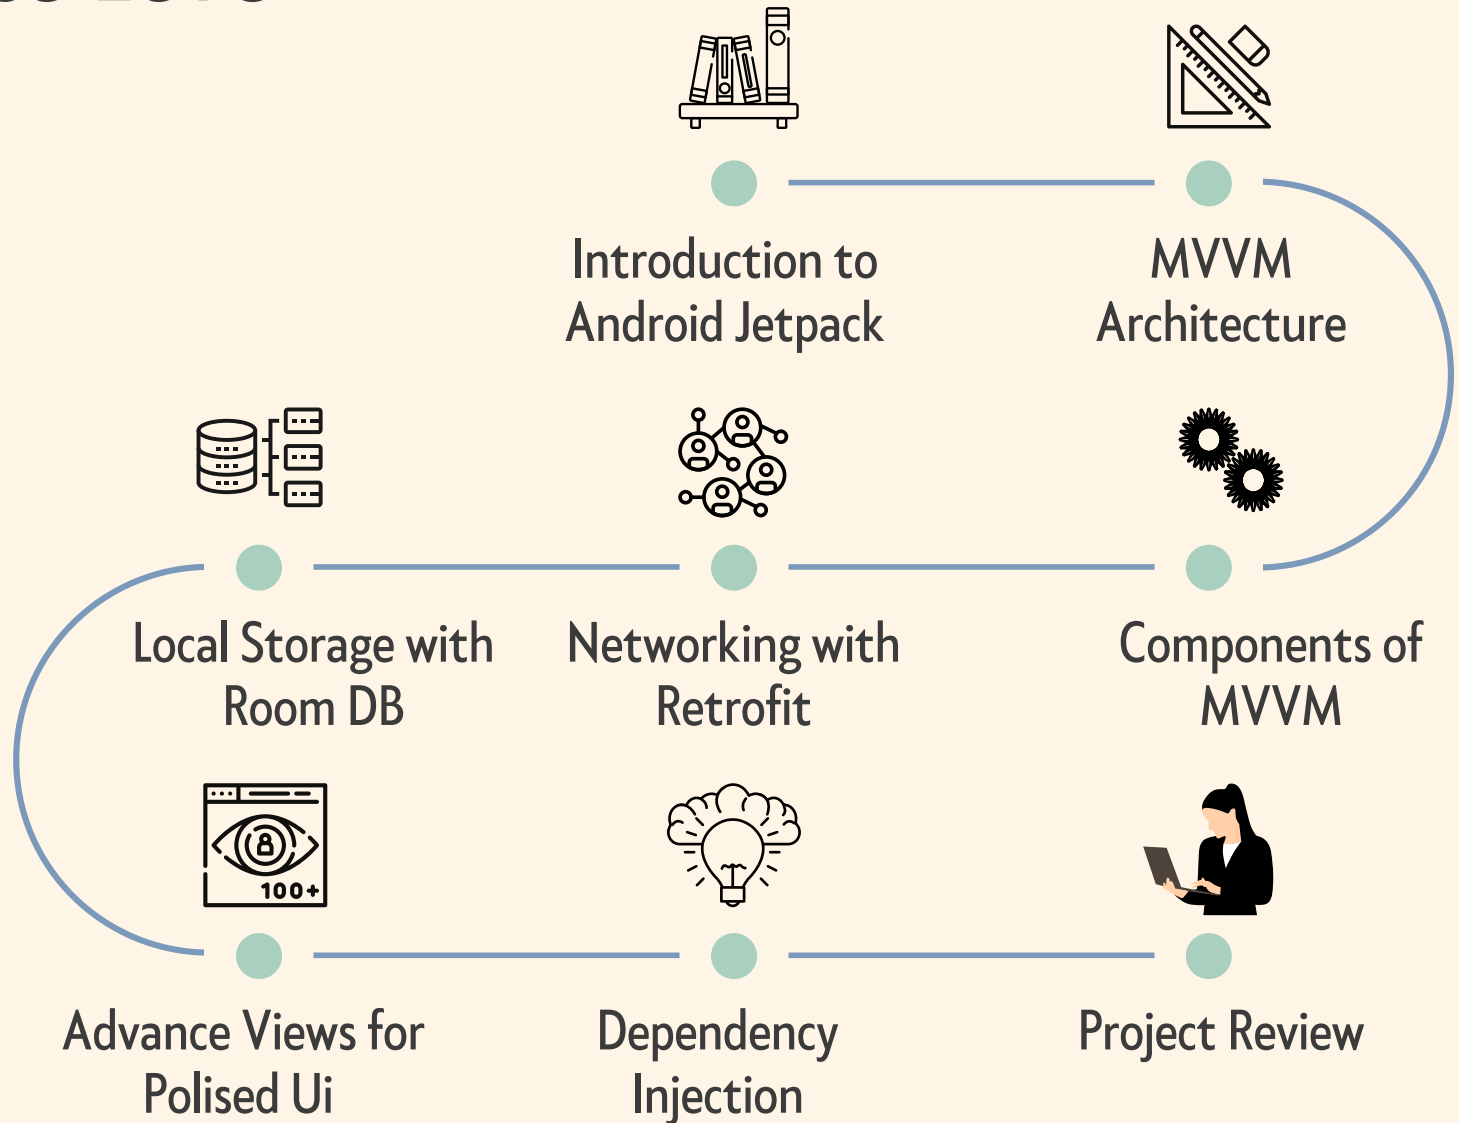 Introduction to
Android Jetpack
MVVM
Architecture
Local Storage with
Room DB
Networking with
Retrofit
Components of
MVVM
100+
Advance Views for
Polised Ui
Dependency
Injection
Project Review